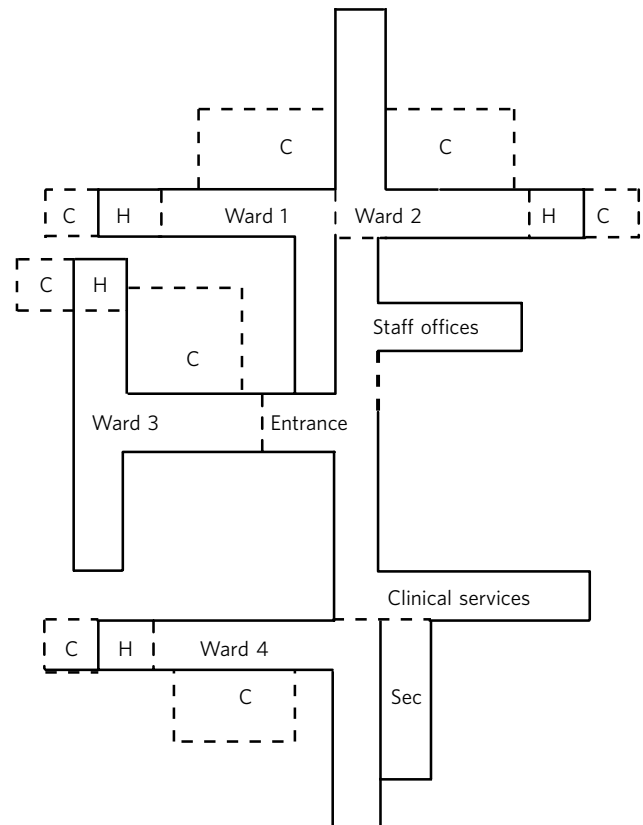 C
C
C
H
Ward 1
Ward 2
H
C
C
H
Staff offices
C
Ward 3
Entrance
Clinical services
C
H
Ward 4
C
Sec